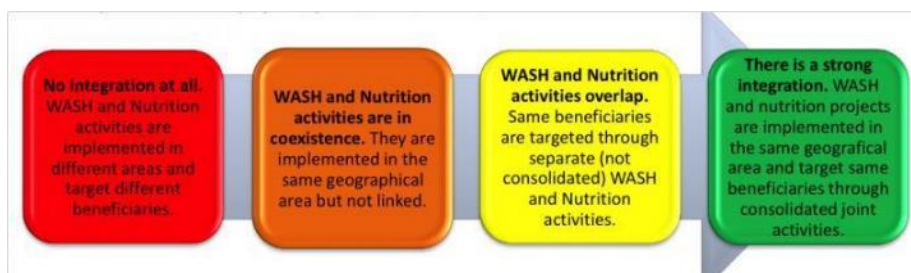 No integration at all.
WASH and Nutrition
activities are
implemented in
different areas and
target different
beneficiaries.
WASH and Nutrition
activities are in
coexistence. They are
implemented in the
same geographical
area but not linked.
WASH and Nutrition
activities overlap.
Same beneficiaries
are targeted through
separate (not
consolidated) WASH
and Nutrition
activities.
There is a strong
integration. WASH
and nutrition projects
are implemented in
the same geografical
area and target same
beneficiaries through
consolidated joint
activities.